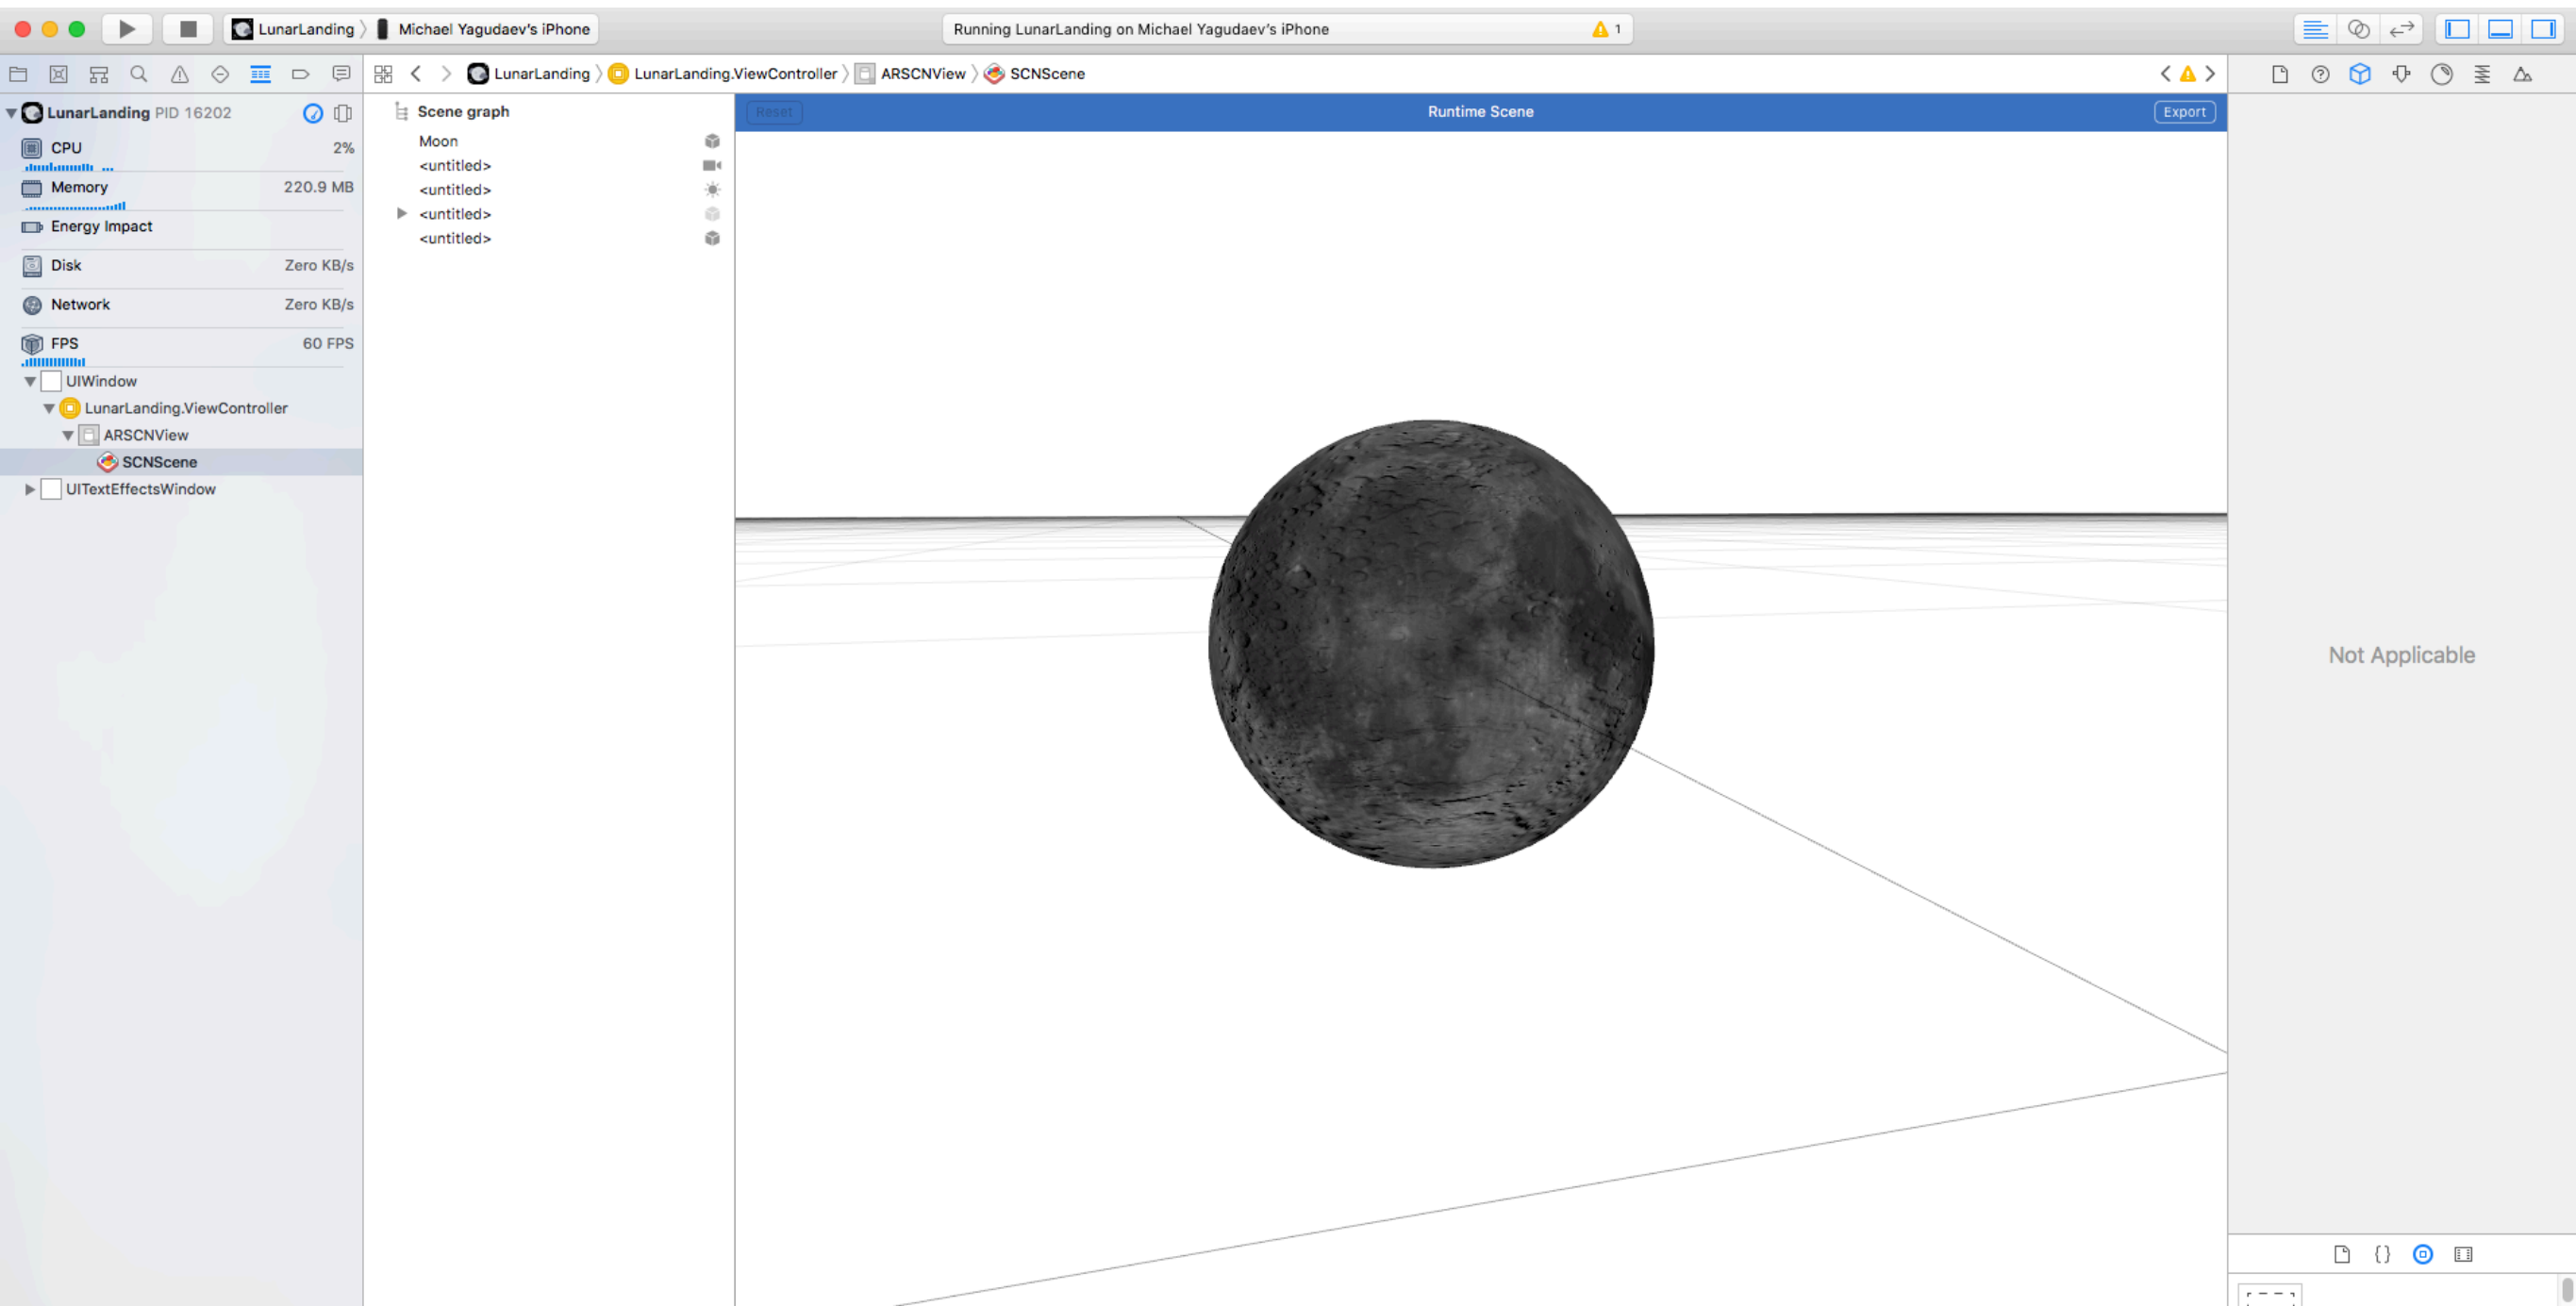 LunarLanding Michael Yagudaev's iPhone
Running LunarLanding on Michael Yagudaev's iPhone
1
LunarLanding LunarLanding.ViewController ARSCNView SCNScene
LunarLanding PID 16202
CPU 2%
Memory 220.9 MB
Energy Impact
Disk Zero KB/s
Network Zero KB/s
FPS 60 FPS
UIWindow
LunarLanding.ViewController
ARSCNView
SCNScene
UITextEffectsWindow
Scene graph
Moon
<untitled>
<untitled>
<untitled>
<untitled>
Reset
Runtime Scene
Export
Not Applicable